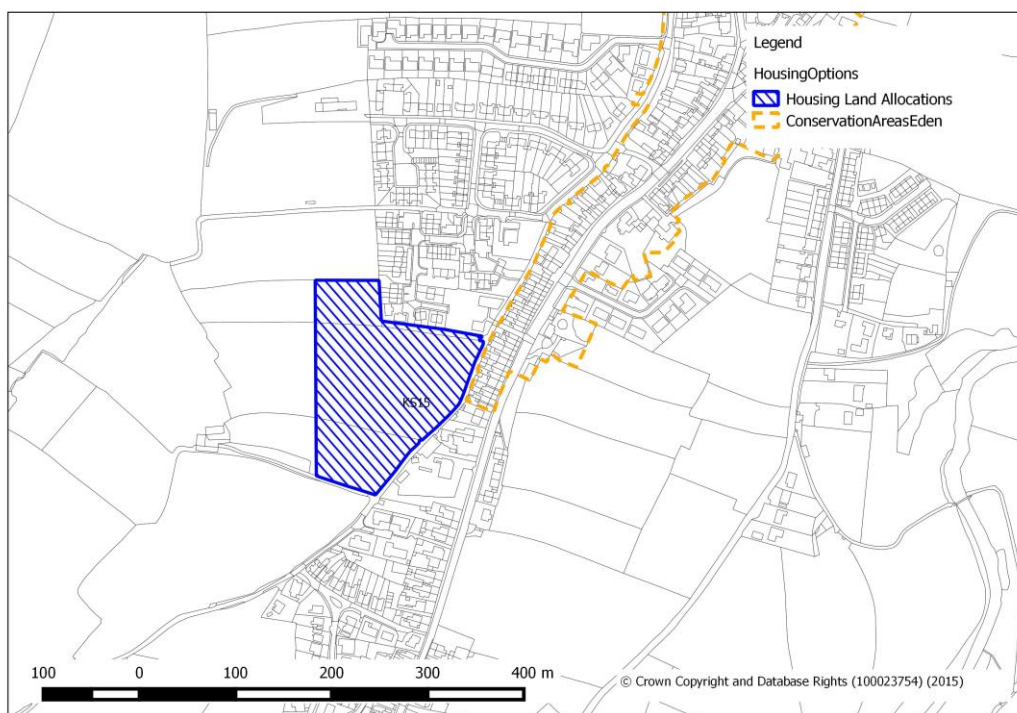 Legend
HousingOptions
Housing Land Allocations
ConservationAreasEden
KS15
100 0 100 200 300 400 m
© Crown Copyright and Database Rights (100023754) (2015)